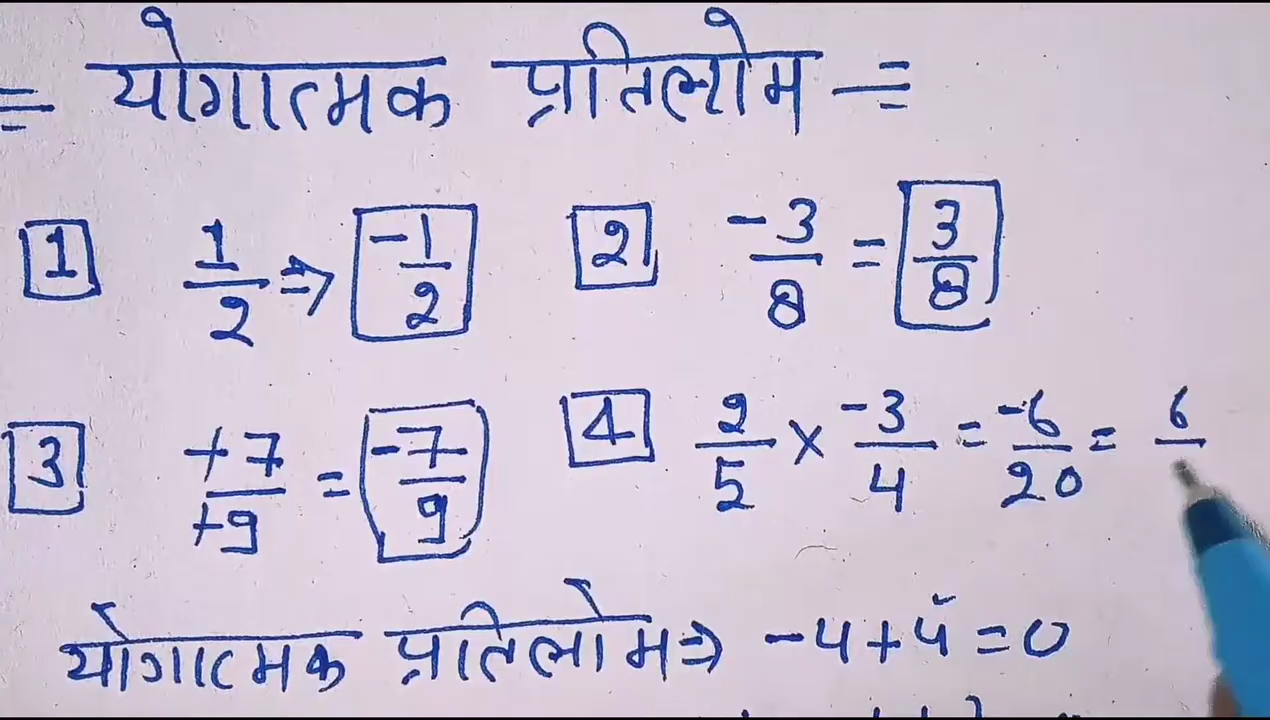 = योगात्मक प्रतिलोम =
1 1/2 ⇒ -1/2 2 -3/8 = 3/8
3 +7/+9 = -7/9 4 2/5 × -3/4 = -6/20 = 6/
योगात्मक प्रतिलोम ⇒ -4+4=0